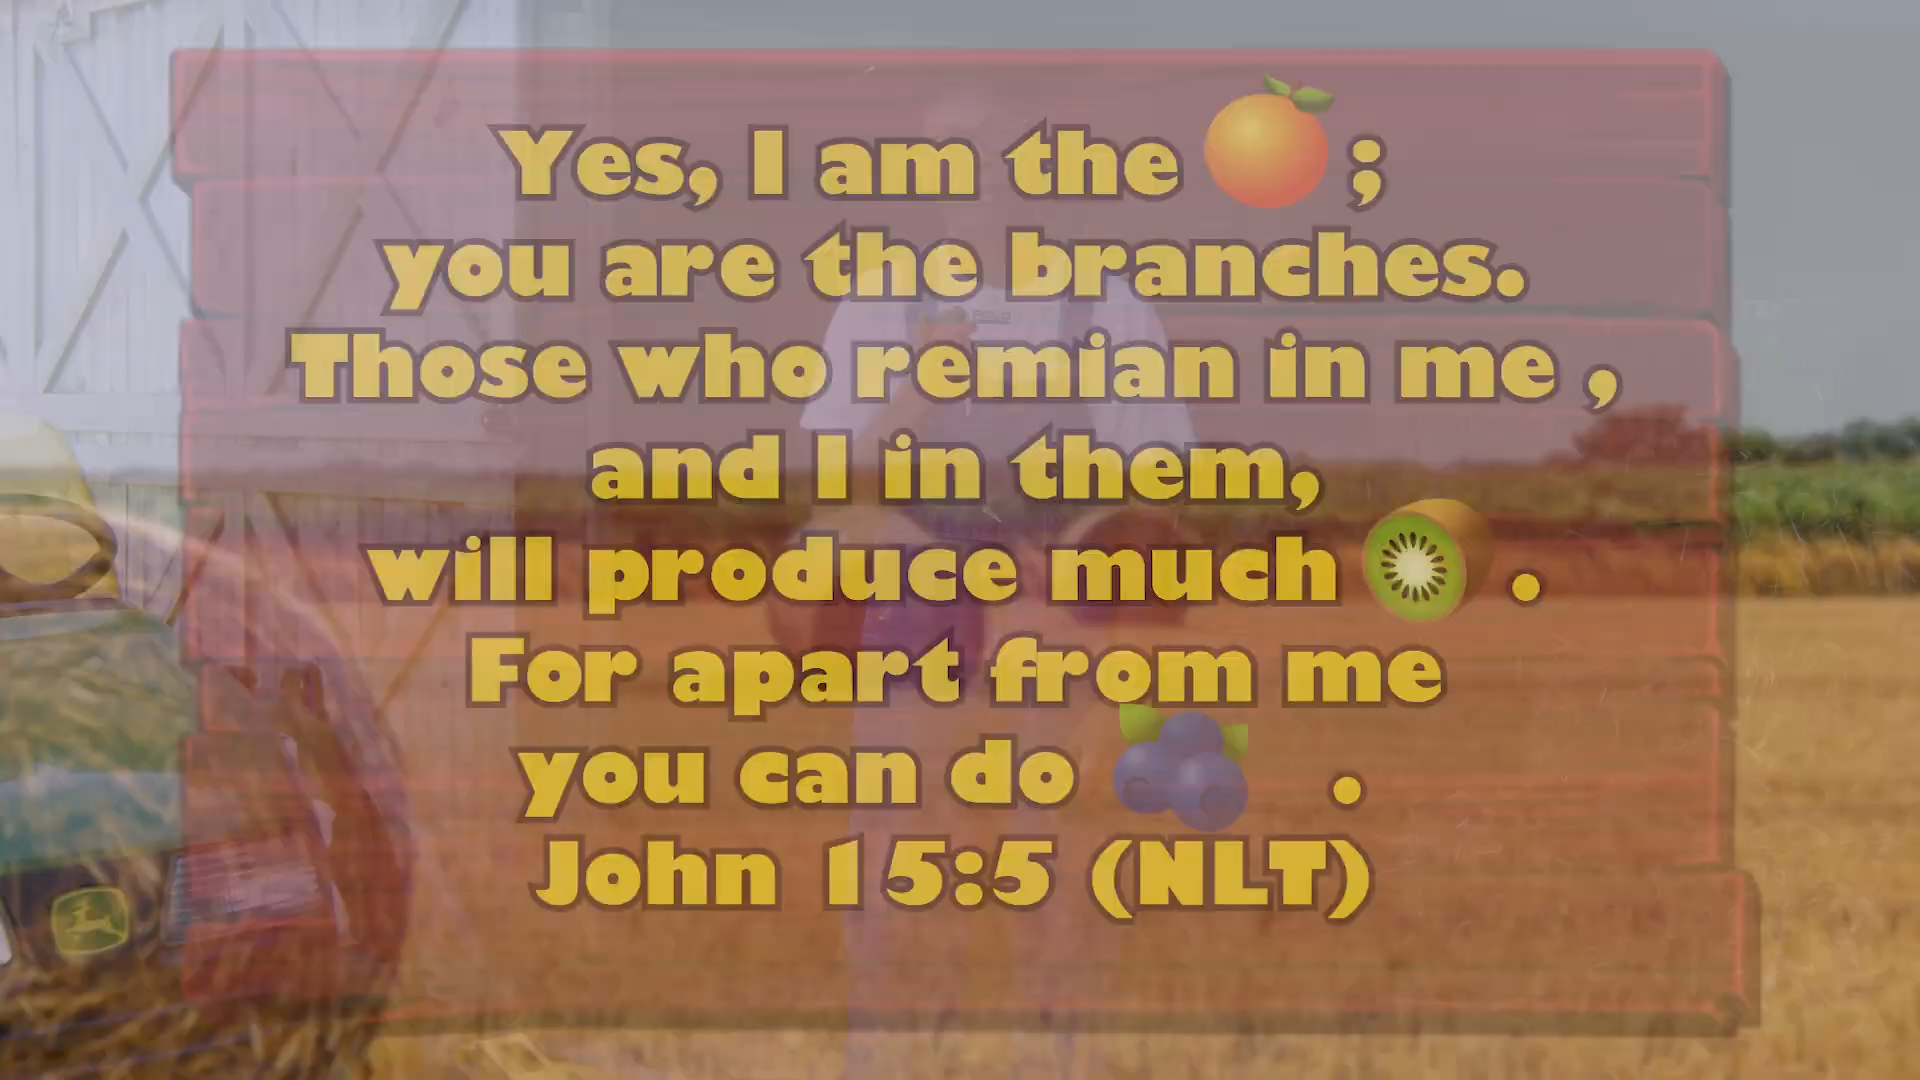 Yes, I am the 🍊;
you are the branches.
Those who remian in me ,
and I in them,
will produce much 🥝 .
For apart from me
you can do 🫐 .
John 15:5 (NLT)